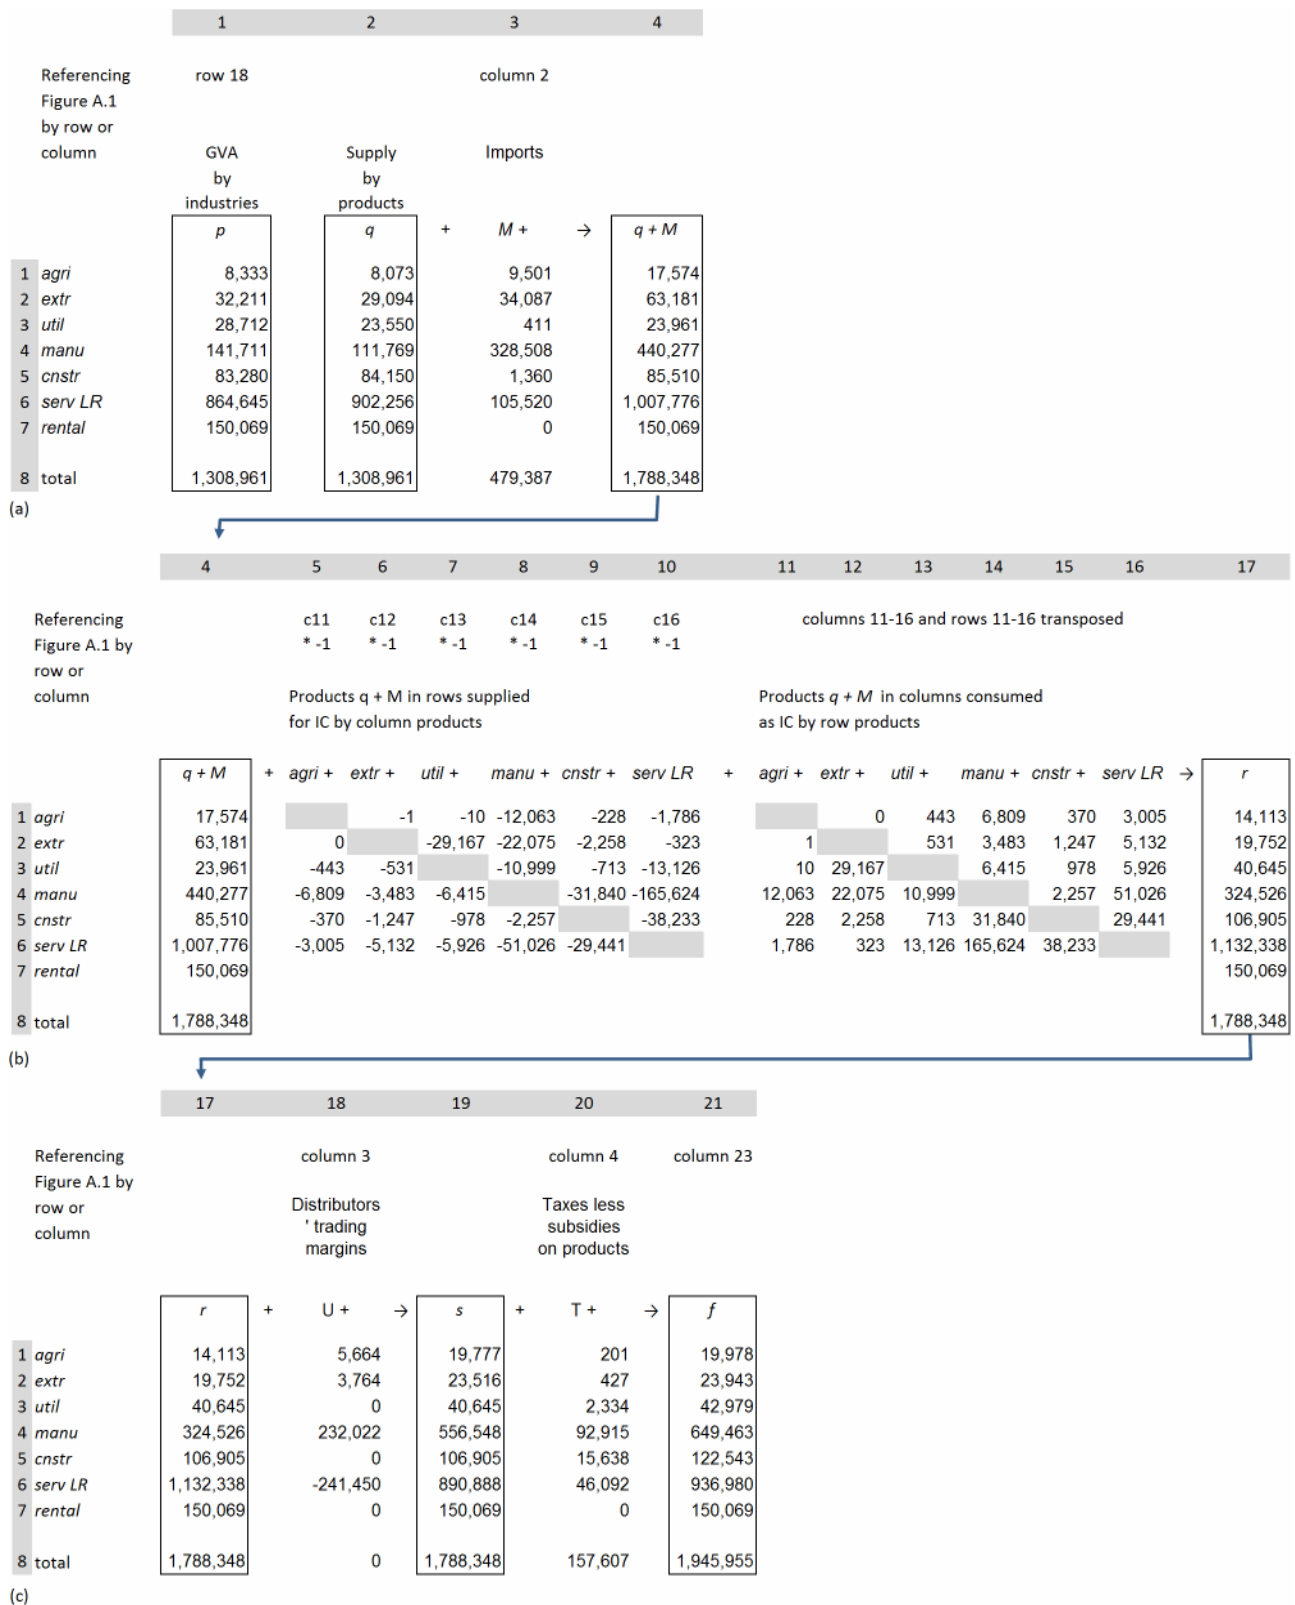 1 2 3 4
Referencing row 18 column 2
Figure A.1
by row or
column GVA Supply Imports
by by
industries products
p q + M + → q + M
1 agri 8,333 8,073 9,501 17,574
2 extr 32,211 29,094 34,087 63,181
3 util 28,712 23,550 411 23,961
4 manu 141,711 111,769 328,508 440,277
5 cnstr 83,280 84,150 1,360 85,510
6 serv LR 864,645 902,256 105,520 1,007,776
7 rental 150,069 150,069 0 150,069
8 total 1,308,961 1,308,961 479,387 1,788,348
(a)
4 5 6 7 8 9 10 11 12 13 14 15 16 17
Referencing c11 c12 c13 c14 c15 c16 columns 11-16 and rows 11-16 transposed
Figure A.1 by * -1 * -1 * -1 * -1 * -1 * -1
row or
column Products q + M in rows supplied Products q + M in columns consumed
for IC by column products as IC by row products
q + M + agri + extr + util + manu + cnstr + serv LR + agri + extr + util + manu + cnstr + serv LR → r
1 agri 17,574 -1 -10 -12,063 -228 -1,786 0 443 6,809 370 3,005 14,113
2 extr 63,181 0 -29,167 -22,075 -2,258 -323 1 531 3,483 1,247 5,132 19,752
3 util 23,961 -443 -531 -10,999 -713 -13,126 10 29,167 6,415 978 5,926 40,645
4 manu 440,277 -6,809 -3,483 -6,415 -31,840 -165,624 12,063 22,075 10,999 2,257 51,026 324,526
5 cnstr 85,510 -370 -1,247 -978 -2,257 -38,233 228 2,258 713 31,840 29,441 106,905
6 serv LR 1,007,776 -3,005 -5,132 -5,926 -51,026 -29,441 1,786 323 13,126 165,624 38,233 1,132,338
7 rental 150,069 150,069
8 total 1,788,348 1,788,348
(b)
17 18 19 20 21
Referencing column 3 column 4 column 23
Figure A.1 by
row or Distributors Taxes less
column ' trading subsidies
margins on products
r + U + → s + T + → f
1 agri 14,113 5,664 19,777 201 19,978
2 extr 19,752 3,764 23,516 427 23,943
3 util 40,645 0 40,645 2,334 42,979
4 manu 324,526 232,022 556,548 92,915 649,463
5 cnstr 106,905 0 106,905 15,638 122,543
6 serv LR 1,132,338 -241,450 890,888 46,092 936,980
7 rental 150,069 0 150,069 0 150,069
8 total 1,788,348 0 1,788,348 157,607 1,945,955
(c)